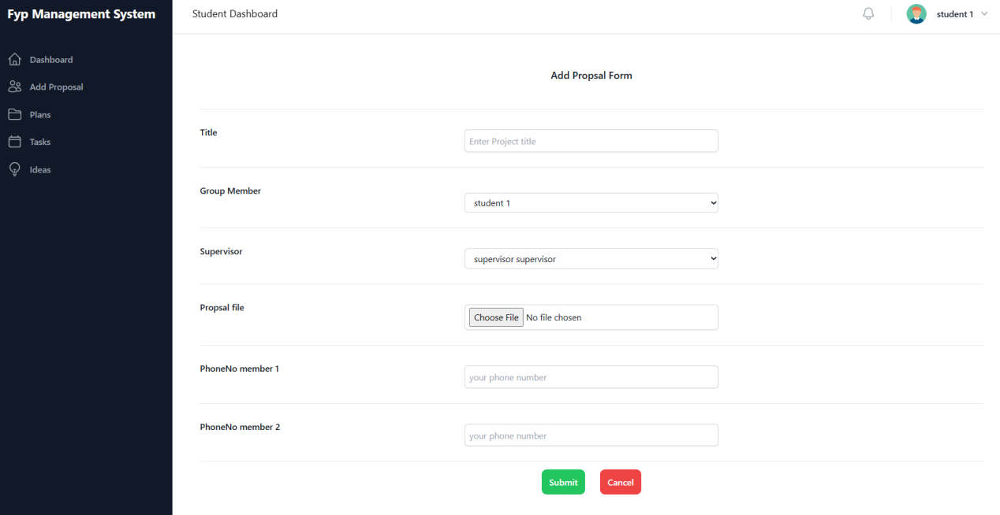 Fyp Management System
Student Dashboard
student 1
Dashboard
Add Proposal
Plans
Tasks
Ideas
Add Propsal Form
Title
Enter Project title
Group Member
student 1
Supervisor
supervisor supervisor
Propsal file
Choose File No file chosen
PhoneNo member 1
your phone number
PhoneNo member 2
your phone number
Submit
Cancel